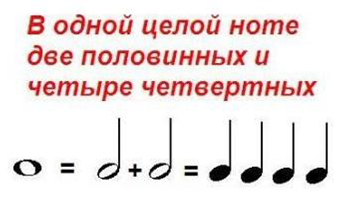 В одной целой ноте
две половинных и
четыре четвертных
= + =